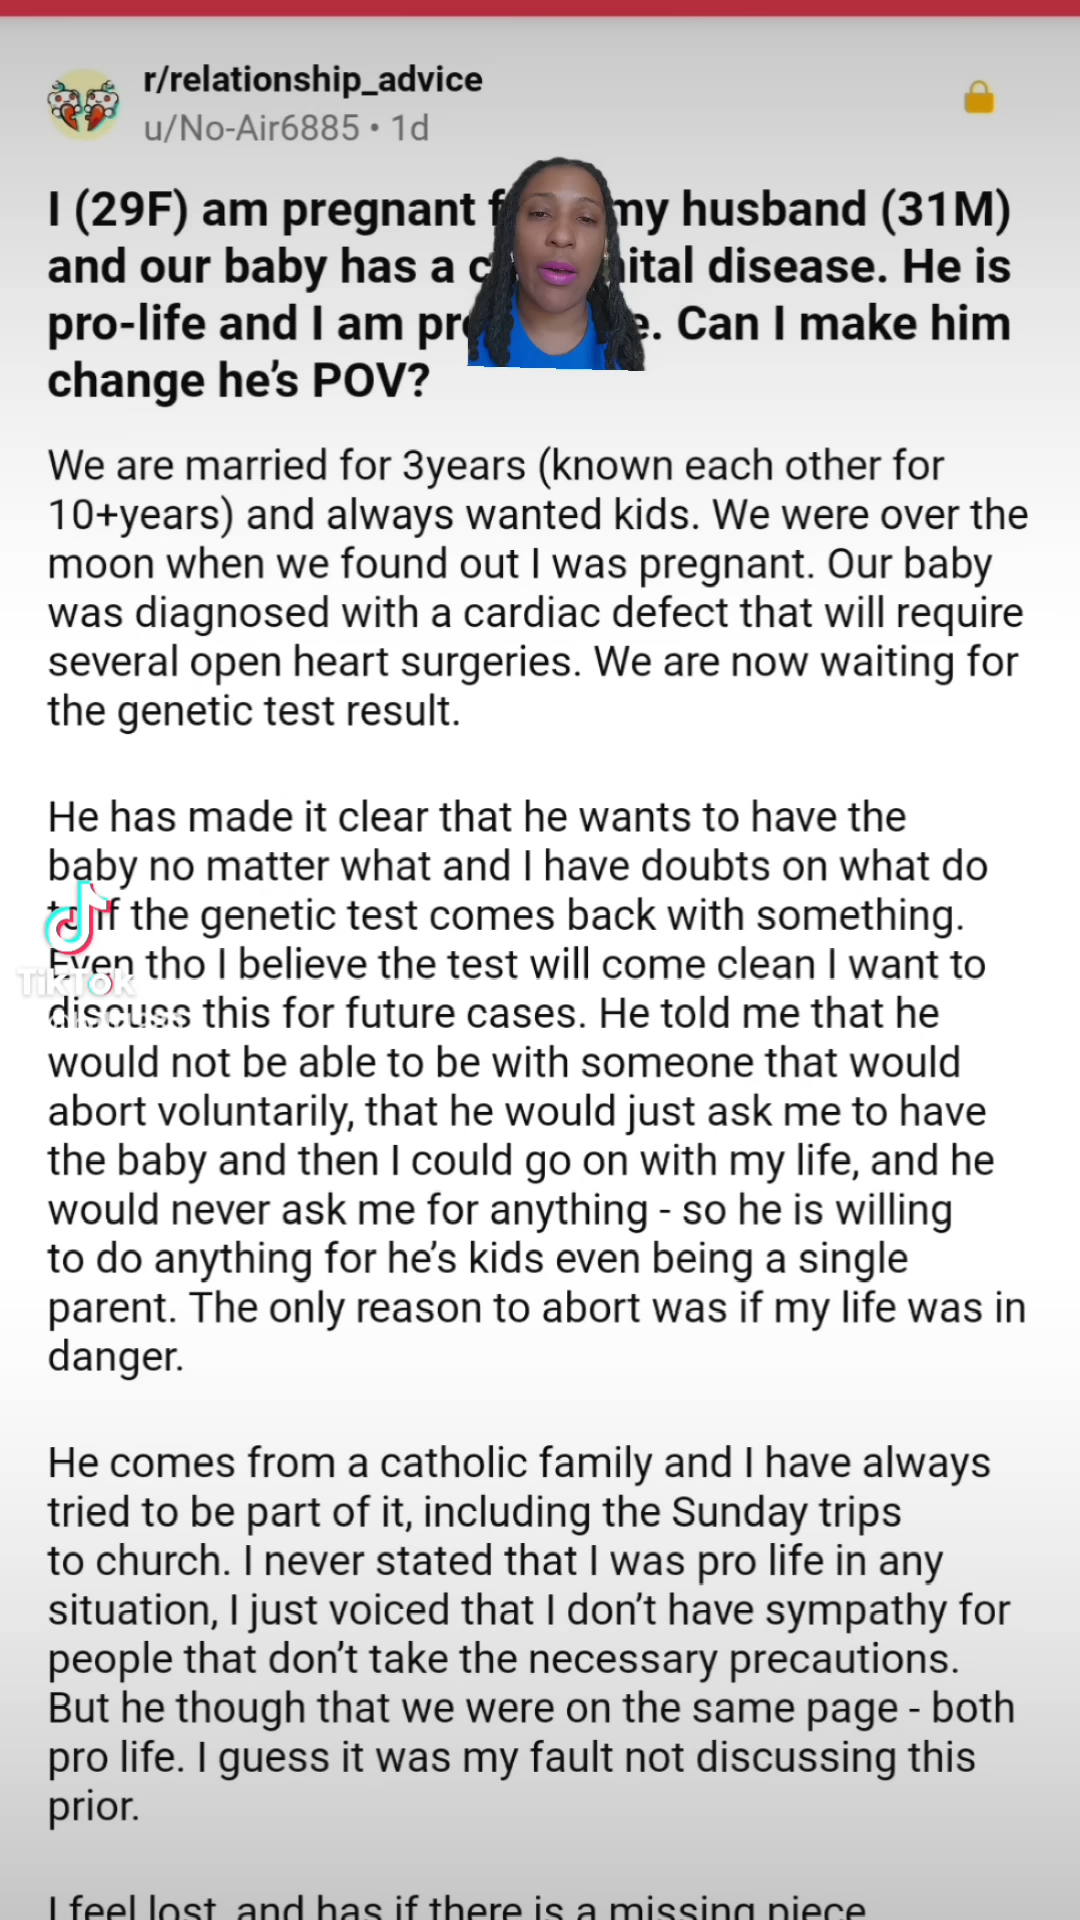 r/relationship_advice
u/No-Air6885 • 1d
I (29F) am pregnant my husband (31M)
and our baby has a disease. He is
pro-life and I am Can I make him
change he's POV?
We are married for 3years (known each other for
10+years) and always wanted kids. We were over the
moon when we found out I was pregnant. Our baby
was diagnosed with a cardiac defect that will require
several open heart surgeries. We are now waiting for
the genetic test result.
He has made it clear that he wants to have the
baby no matter what and I have doubts on what do
if the genetic test comes back with something.
Even tho I believe the test will come clean I want to
TikTok
discuss this for future cases. He told me that he
would not be able to be with someone that would
abort voluntarily, that he would just ask me to have
the baby and then I could go on with my life, and he
would never ask me for anything - so he is willing
to do anything for he's kids even being a single
parent. The only reason to abort was if my life was in
danger.
He comes from a catholic family and I have always
tried to be part of it, including the Sunday trips
to church. I never stated that I was pro life in any
situation, I just voiced that I don't have sympathy for
people that don't take the necessary precautions.
But he though that we were on the same page - both
pro life. I guess it was my fault not discussing this
prior.
I feel lost, and has if there is a missing piece